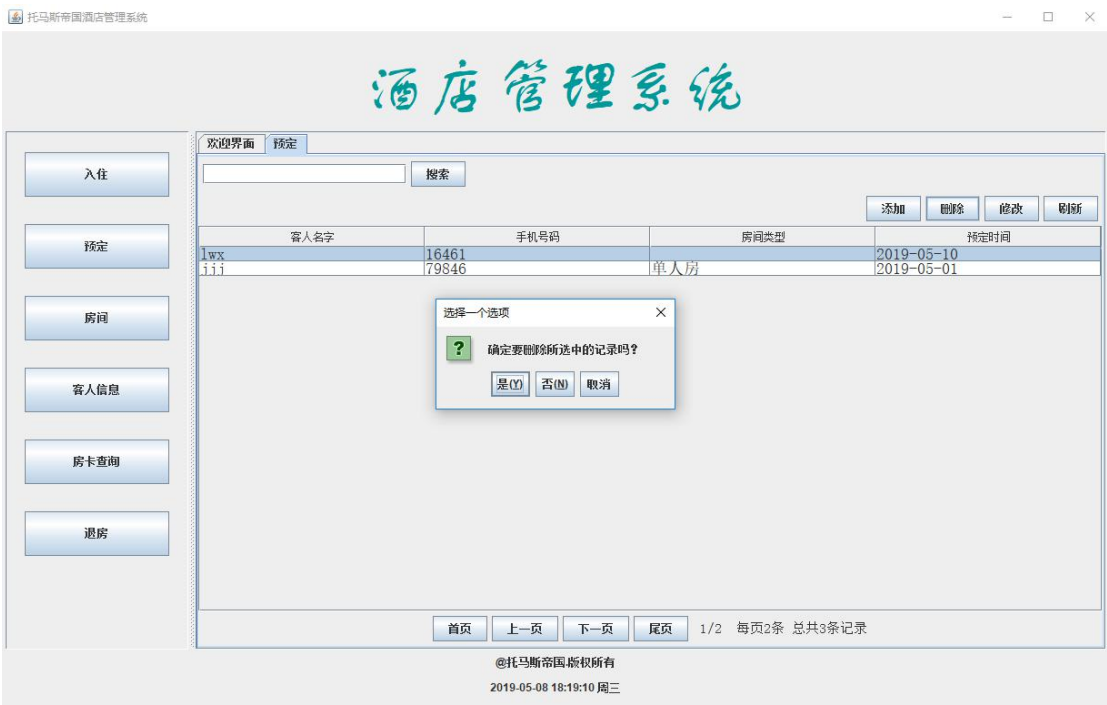 托马斯帝国酒店管理系统
酒店管理系统
欢迎界面 预定
入住
搜索
添加 删除 修改 刷新
预定
客人名字 手机号码 房间类型 预定时间
lwx 16461 2019-05-10
jjj 79846 单人房 2019-05-01
选择一个选项
房间
确定要删除所选中的记录吗?
是(Y) 否(N) 取消
客人信息
房卡查询
退房
首页 上一页 下一页 尾页 1/2 每页2条 总共3条记录
@托马斯帝国.版权所有
2019-05-08 18:19:10 周三